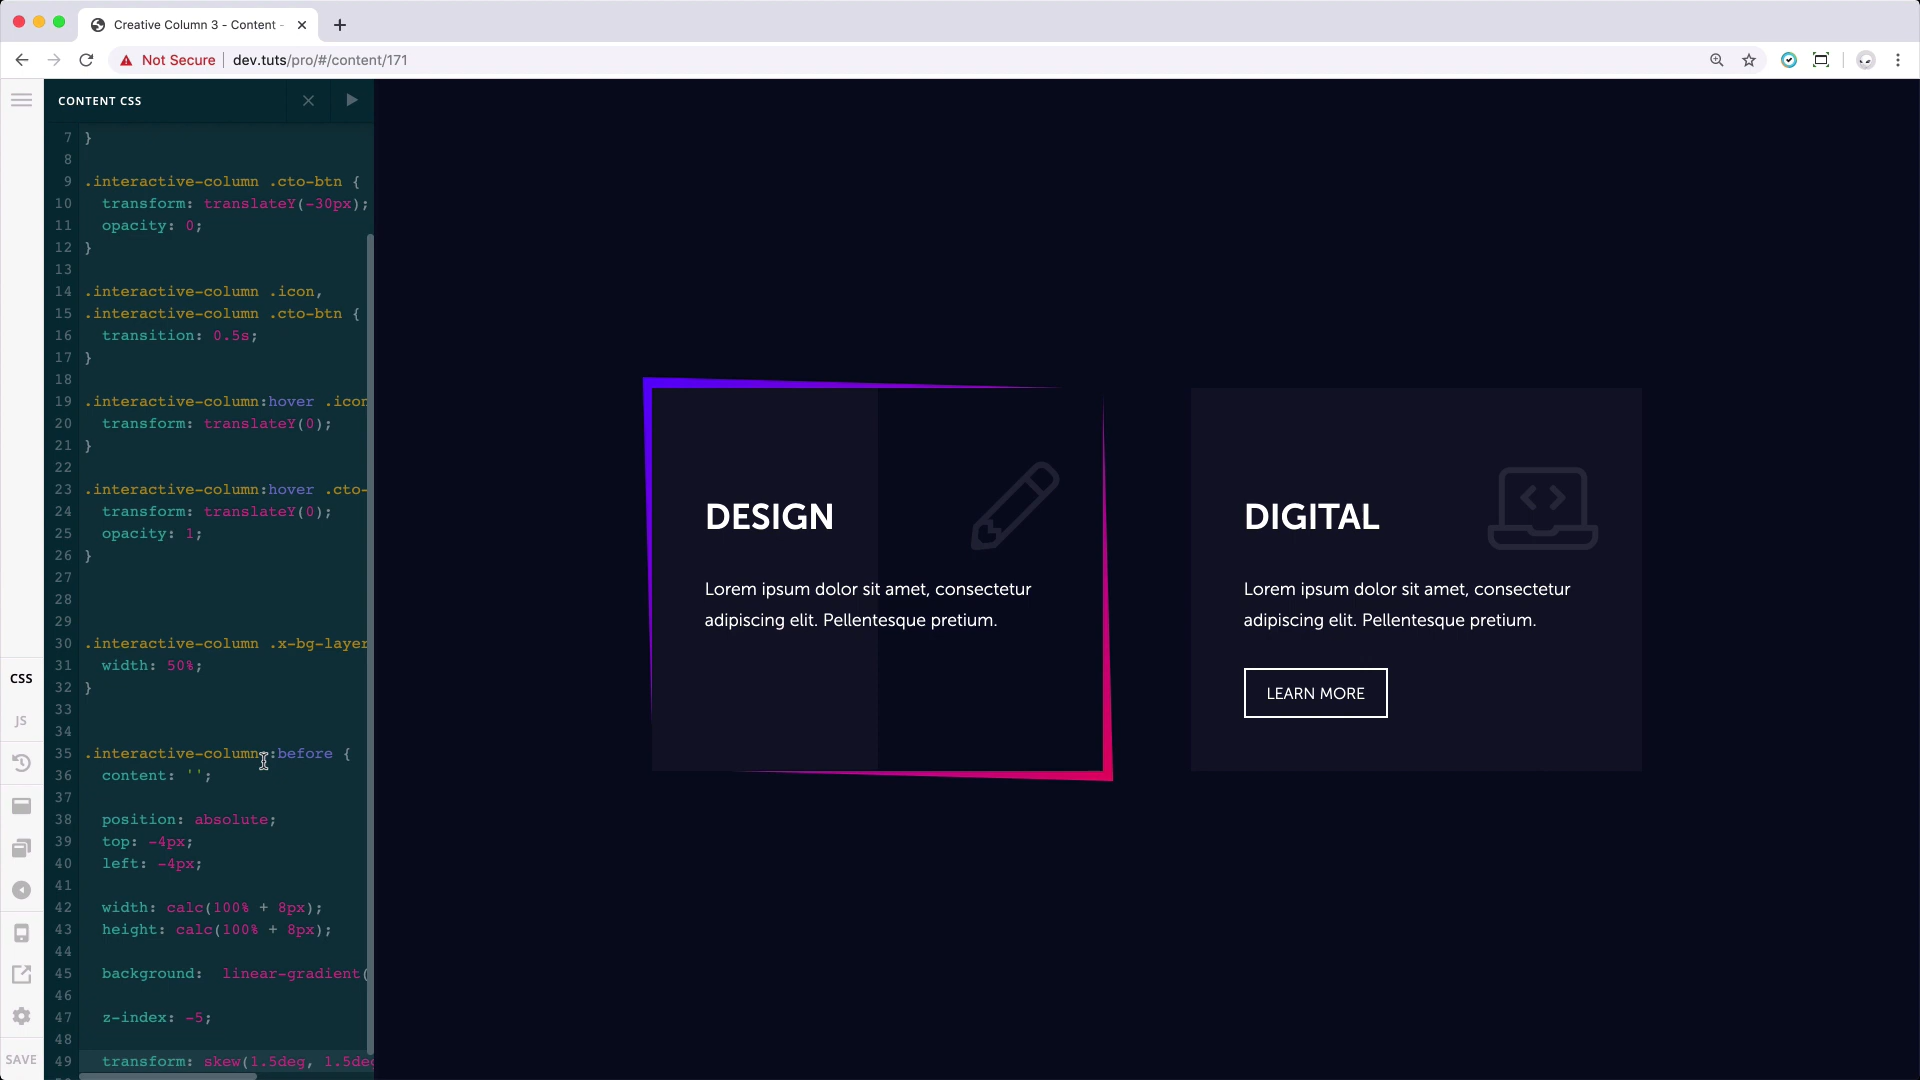 Creative Column 3 - Content -
Not Secure
dev.tuts/pro/#/content/171
CONTENT CSS
7 }
8
9 .interactive-column .cto-btn {
10 transform: translateY(-30px);
11 opacity: 0;
12 }
13
14 .interactive-column .icon,
15 .interactive-column .cto-btn {
16 transition: 0.5s;
17 }
18
19 .interactive-column:hover .icon
20 transform: translateY(0);
21 }
22
23 .interactive-column:hover .cto-
24 transform: translateY(0);
25 opacity: 1;
26 }
27
28
29
30 .interactive-column .x-bg-layer
31 width: 50%;
32 }
33
34
35 .interactive-column::before {
36 content: '';
37
38 position: absolute;
39 top: -4px;
40 left: -4px;
41
42 width: calc(100% + 8px);
43 height: calc(100% + 8px);
44
45 background: linear-gradient(
46
47 z-index: -5;
48
49 transform: skew(1.5deg, 1.5deg
CSS
JS
SAVE
DESIGN
Lorem ipsum dolor sit amet, consectetur
adipiscing elit. Pellentesque pretium.
DIGITAL
Lorem ipsum dolor sit amet, consectetur
adipiscing elit. Pellentesque pretium.
LEARN MORE